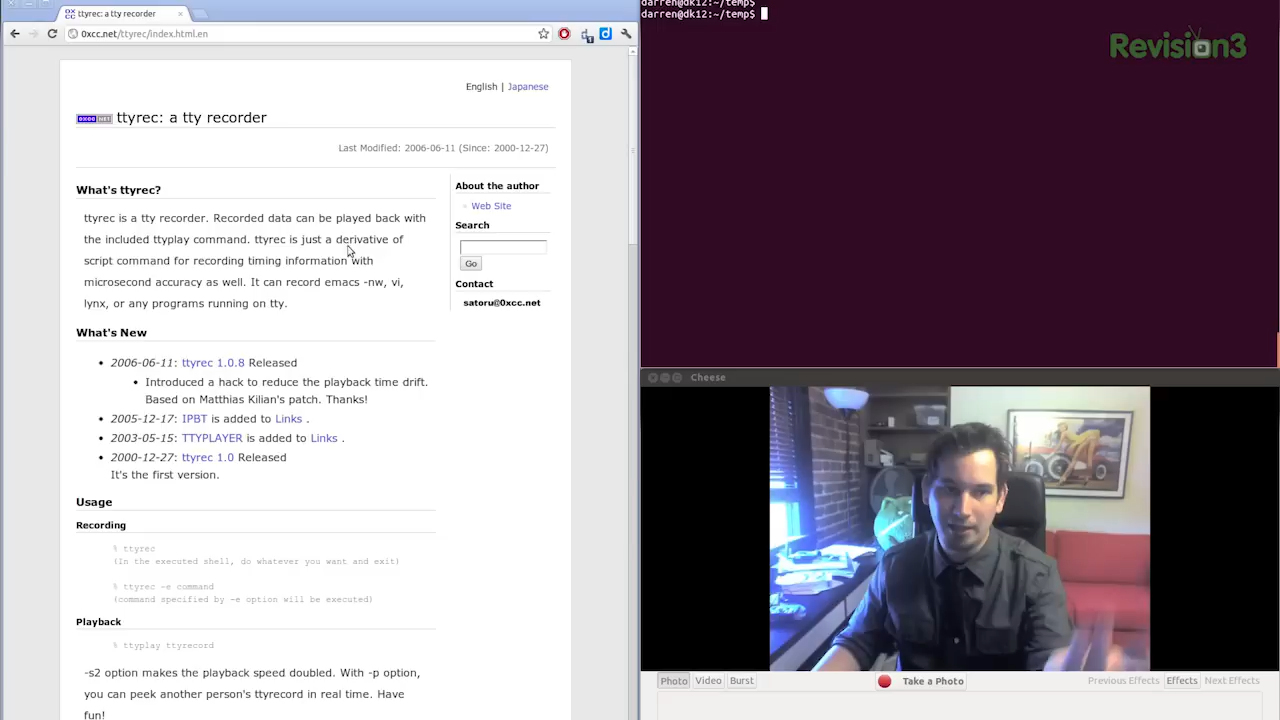 ttyrec: a tty recorder
0xcc.net/ttyrec/index.html.en
English | Japanese
ttyrec: a tty recorder
Last Modified: 2006-06-11 (Since: 2000-12-27)
What's ttyrec?
ttyrec is a tty recorder. Recorded data can be played back with
the included ttyplay command. ttyrec is just a derivative of
script command for recording timing information with
microsecond accuracy as well. It can record emacs -nw, vi,
lynx, or any programs running on tty.
What's New
2006-06-11: ttyrec 1.0.8 Released
Introduced a hack to reduce the playback time drift.
Based on Matthias Kilian's patch. Thanks!
2005-12-17: IPBT is added to Links .
2003-05-15: TTYPLAYER is added to Links .
2000-12-27: ttyrec 1.0 Released
It's the first version.
Usage
Recording
% ttyrec
(In the executed shell, do whatever you want and exit)
% ttyrec -e command
(command specified by -e option will be executed)
Playback
% ttyplay ttyrecord
-s2 option makes the playback speed doubled. With -p option,
you can peek another person's ttyrecord in real time. Have
fun!
About the author
Web Site
Search
Go
Contact
satoru@0xcc.net
darren@dk12:~/temp$
darren@dk12:~/temp$
Revision3
Cheese
Photo Video Burst Take a Photo Previous Effects Effects Next Effects